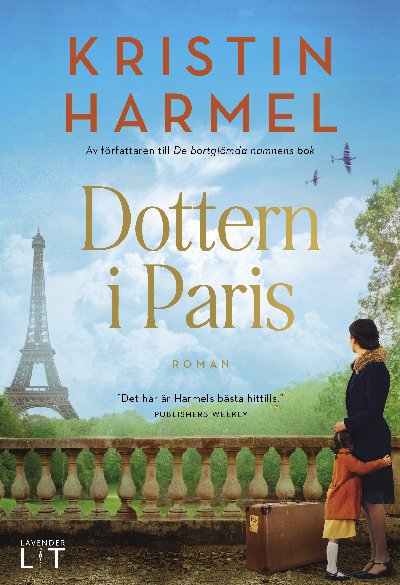 KRISTIN
HARMEL
Av författaren till De bortglömda namnens bok
Dottern
i Paris
ROMAN
"Det här är Harmels bästa hittills."
PUBLISHERS WEEKLY
LAVENDER
LIT